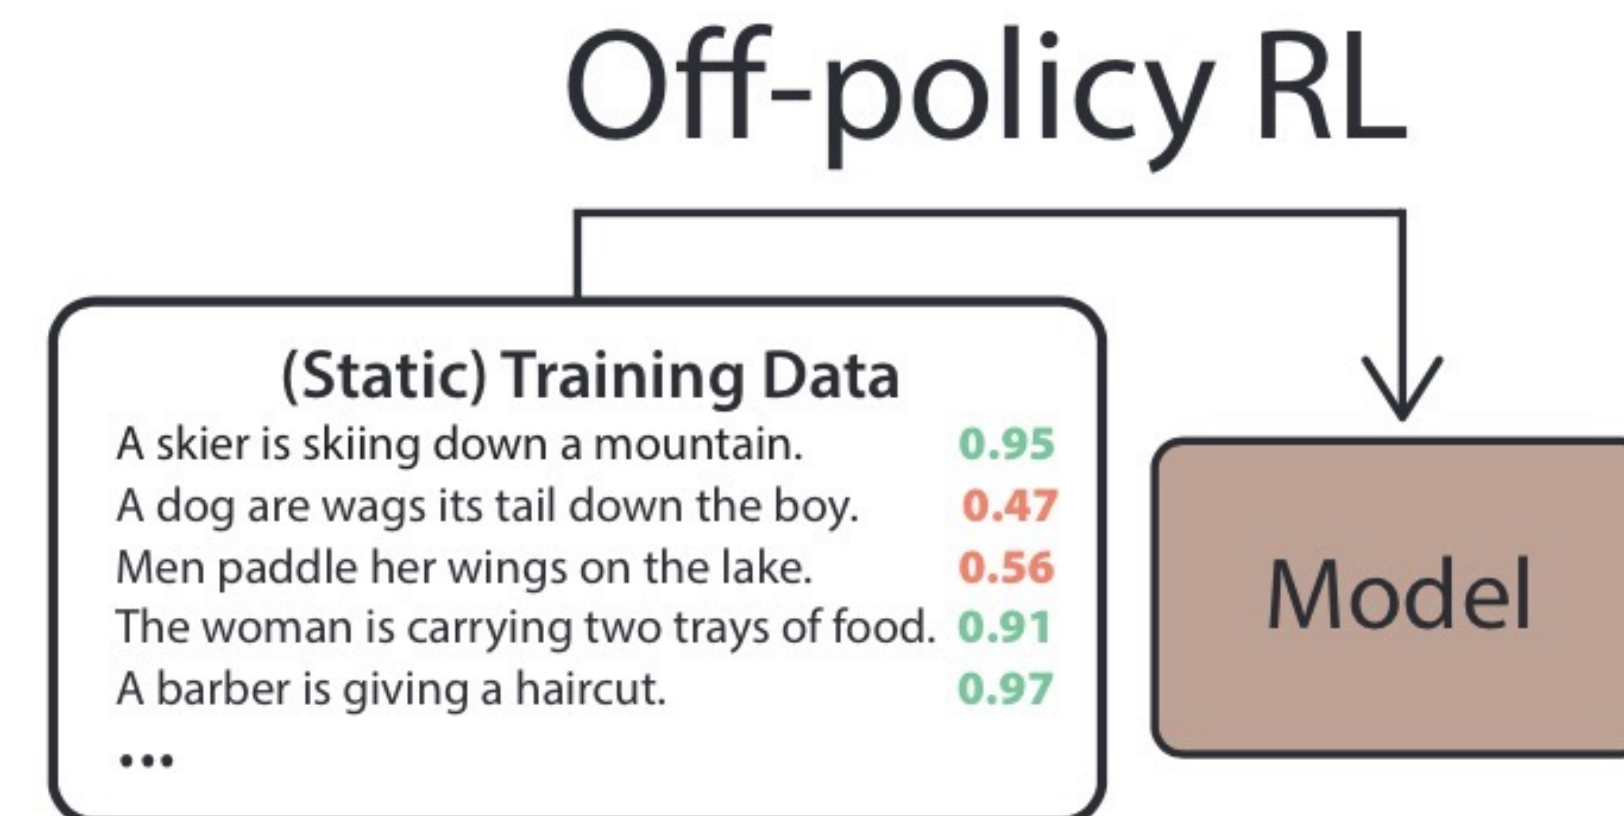 Off-policy RL
(Static) Training Data
A skier is skiing down a mountain. 0.95
A dog are wags its tail down the boy. 0.47
Men paddle her wings on the lake. 0.56
The woman is carrying two trays of food. 0.91
A barber is giving a haircut. 0.97
...
Model